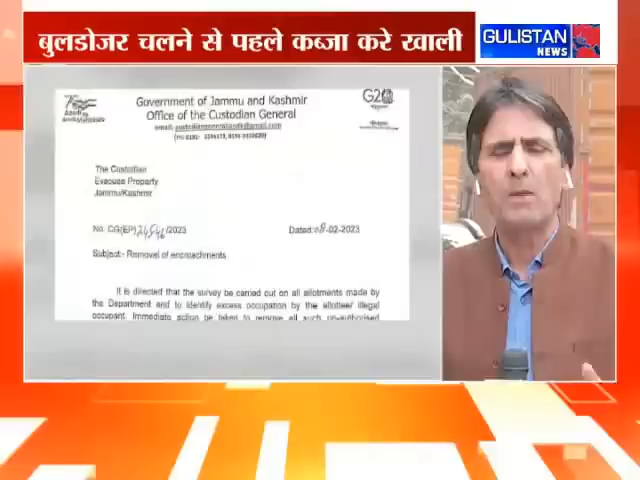 बुलडोजर चलने से पहले कब्जा करे खाली
GULISTAN
NEWS
Government of Jammu and Kashmir
Office of the Custodian General
G20
The Custodian
Evacuee Property
Jammu/Kashmir
No. CG(EP) /2023
Dated: 08-02-2023
Subject:- Removal of encroachments
It is directed that the survey be carried out on all allotments made by
the Department and to identify excess occupation by the allottee/ illegal
occupant. Immediate action be taken to remove all such un-authorised